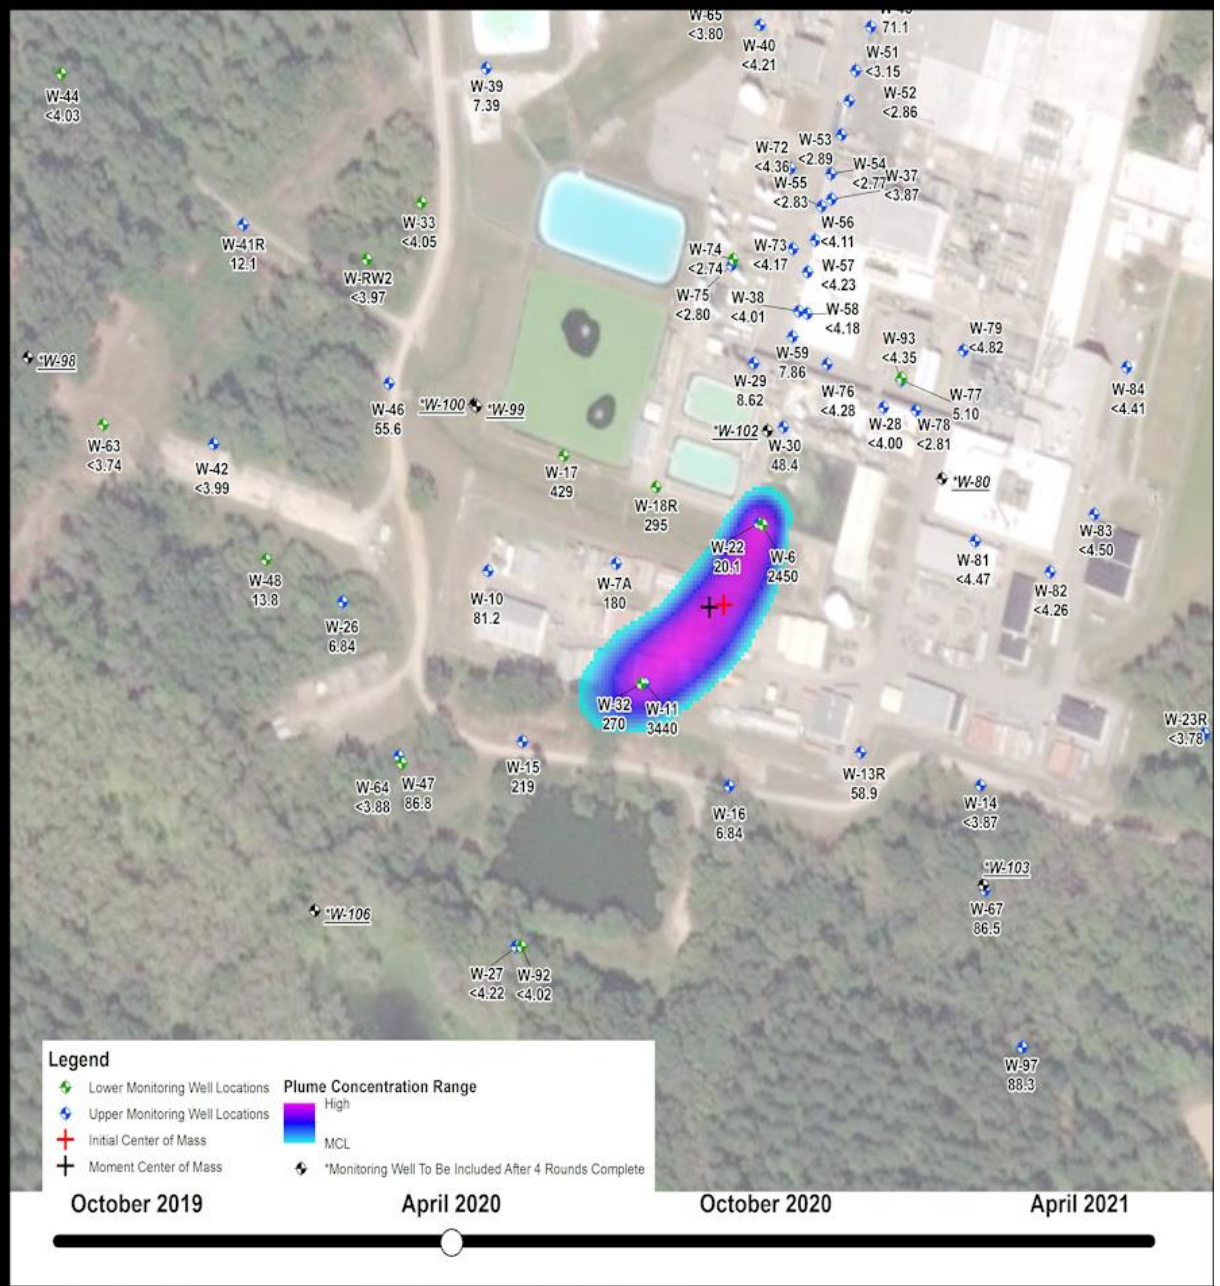 W-65
<3.80
W-40
<4.21
71.1
W-51
<3.15
W-44
<4.03
W-39
7.39
W-52
<2.86
W-53
<2.89
W-72
<4.36
W-54
<2.77
W-37
<3.87
W-55
<2.83
W-33
<4.05
W-41R
12.1
W-56
<4.11
W-74
<2.74
W-73
<4.17
W-RW2
<3.97
W-57
<4.23
W-75
<2.80
W-38
<4.01
W-58
<4.18
W-79
<4.82
W-93
<4.35
*W-98
W-59
7.86
W-29
8.62
W-84
<4.41
W-76
<4.28
W-77
5.10
W-46
55.6
*W-100
*W-99
W-28
<4.00
W-78
<2.81
*W-102
W-30
48.4
W-63
<3.74
W-42
<3.99
W-17
429
*W-80
W-18R
295
W-83
<4.50
W-22
20.1
W-6
2450
W-81
<4.47
W-48
13.8
W-10
81.2
W-7A
180
W-82
<4.26
W-26
6.84
W-32
270
W-11
3440
W-23R
<3.78
W-15
219
W-13R
58.9
W-64
<3.88
W-47
86.8
W-16
6.84
W-14
<3.87
*W-103
W-67
86.5
*W-106
W-27
<4.22
W-92
<4.02
W-97
88.3
Legend
Lower Monitoring Well Locations
Upper Monitoring Well Locations
Initial Center of Mass
Moment Center of Mass
Plume Concentration Range
High
MCL
*Monitoring Well To Be Included After 4 Rounds Complete
October 2019 April 2020 October 2020 April 2021